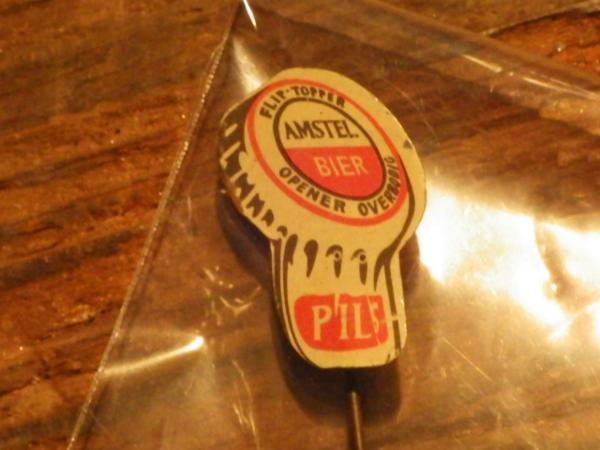 FLIP-TOPPER
AMSTEL.
BIER
OPENER OVERBODIG
PILS